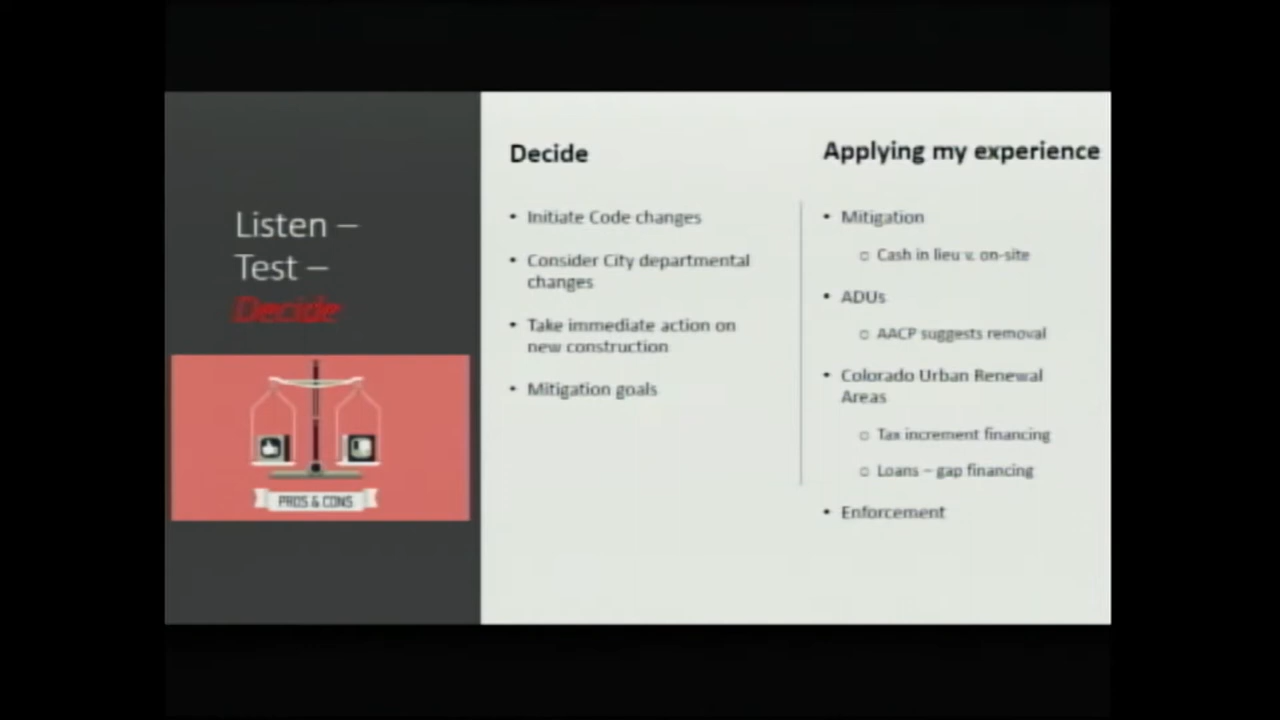 Listen –
Test –
Decide
PROS & CONS
Decide
• Initiate Code changes
• Consider City departmental
changes
• Take immediate action on
new construction
• Mitigation goals
Applying my experience
• Mitigation
o Cash in lieu v. on-site
• ADUs
o AACP suggests removal
• Colorado Urban Renewal
Areas
o Tax increment financing
o Loans – gap financing
• Enforcement